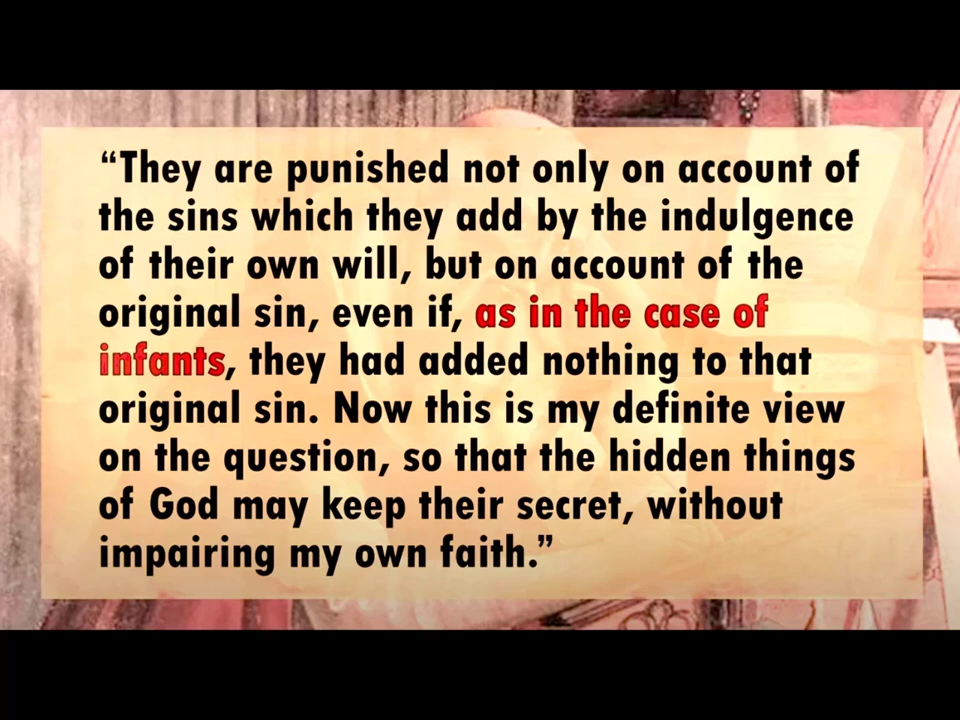 “They are punished not only on account of
the sins which they add by the indulgence
of their own will, but on account of the
original sin, even if, as in the case of
infants, they had added nothing to that
original sin. Now this is my definite view
on the question, so that the hidden things
of God may keep their secret, without
impairing my own faith.”